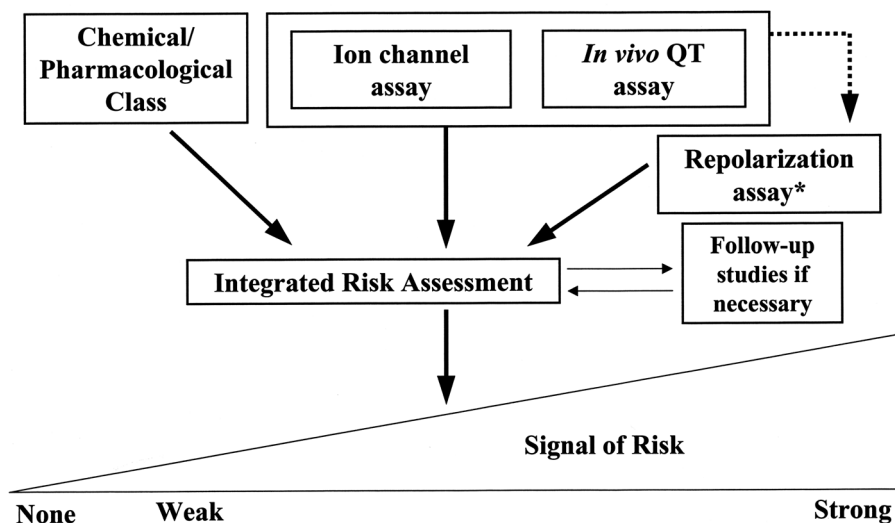 Chemical/
Pharmacological
Class
Ion channel
assay
In vivo QT
assay
Repolarization
assay*
Integrated Risk Assessment
Follow-up
studies if
necessary
Signal of Risk
None
Weak
Strong